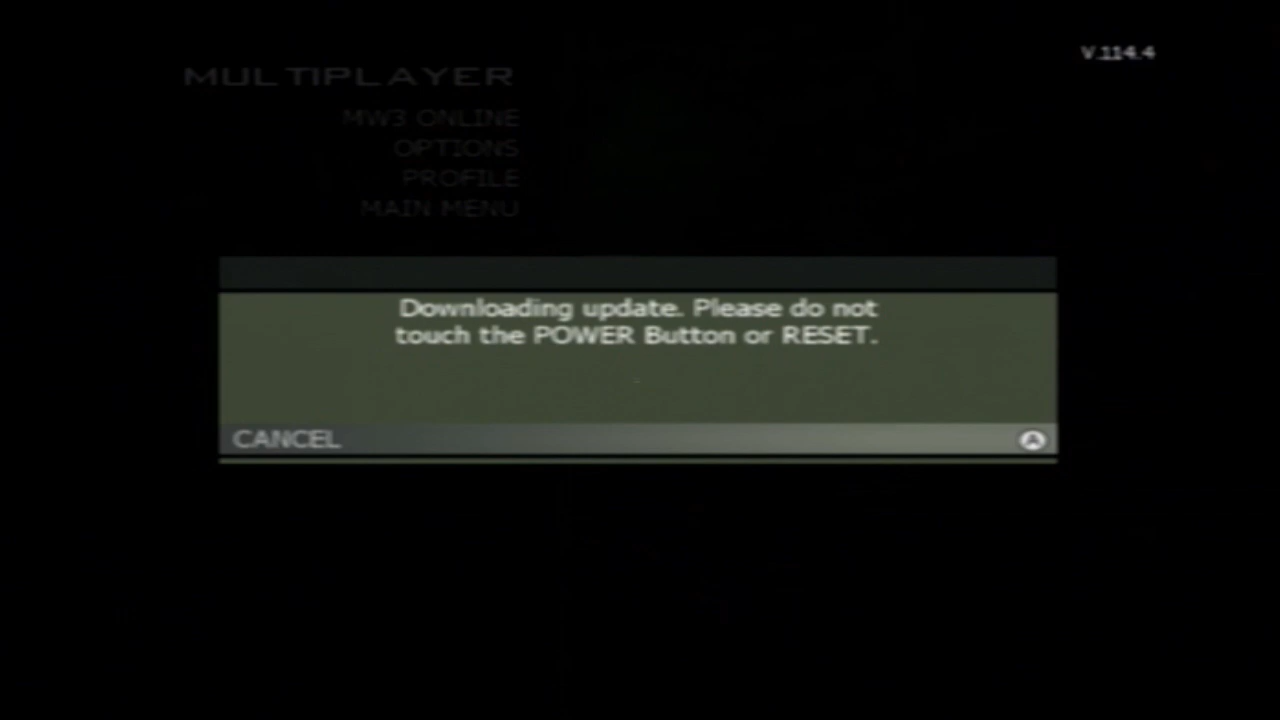 V.114.4
MULTIPLAYER
MW3 ONLINE
OPTIONS
PROFILE
MAIN MENU
Downloading update. Please do not
touch the POWER Button or RESET.
CANCEL A